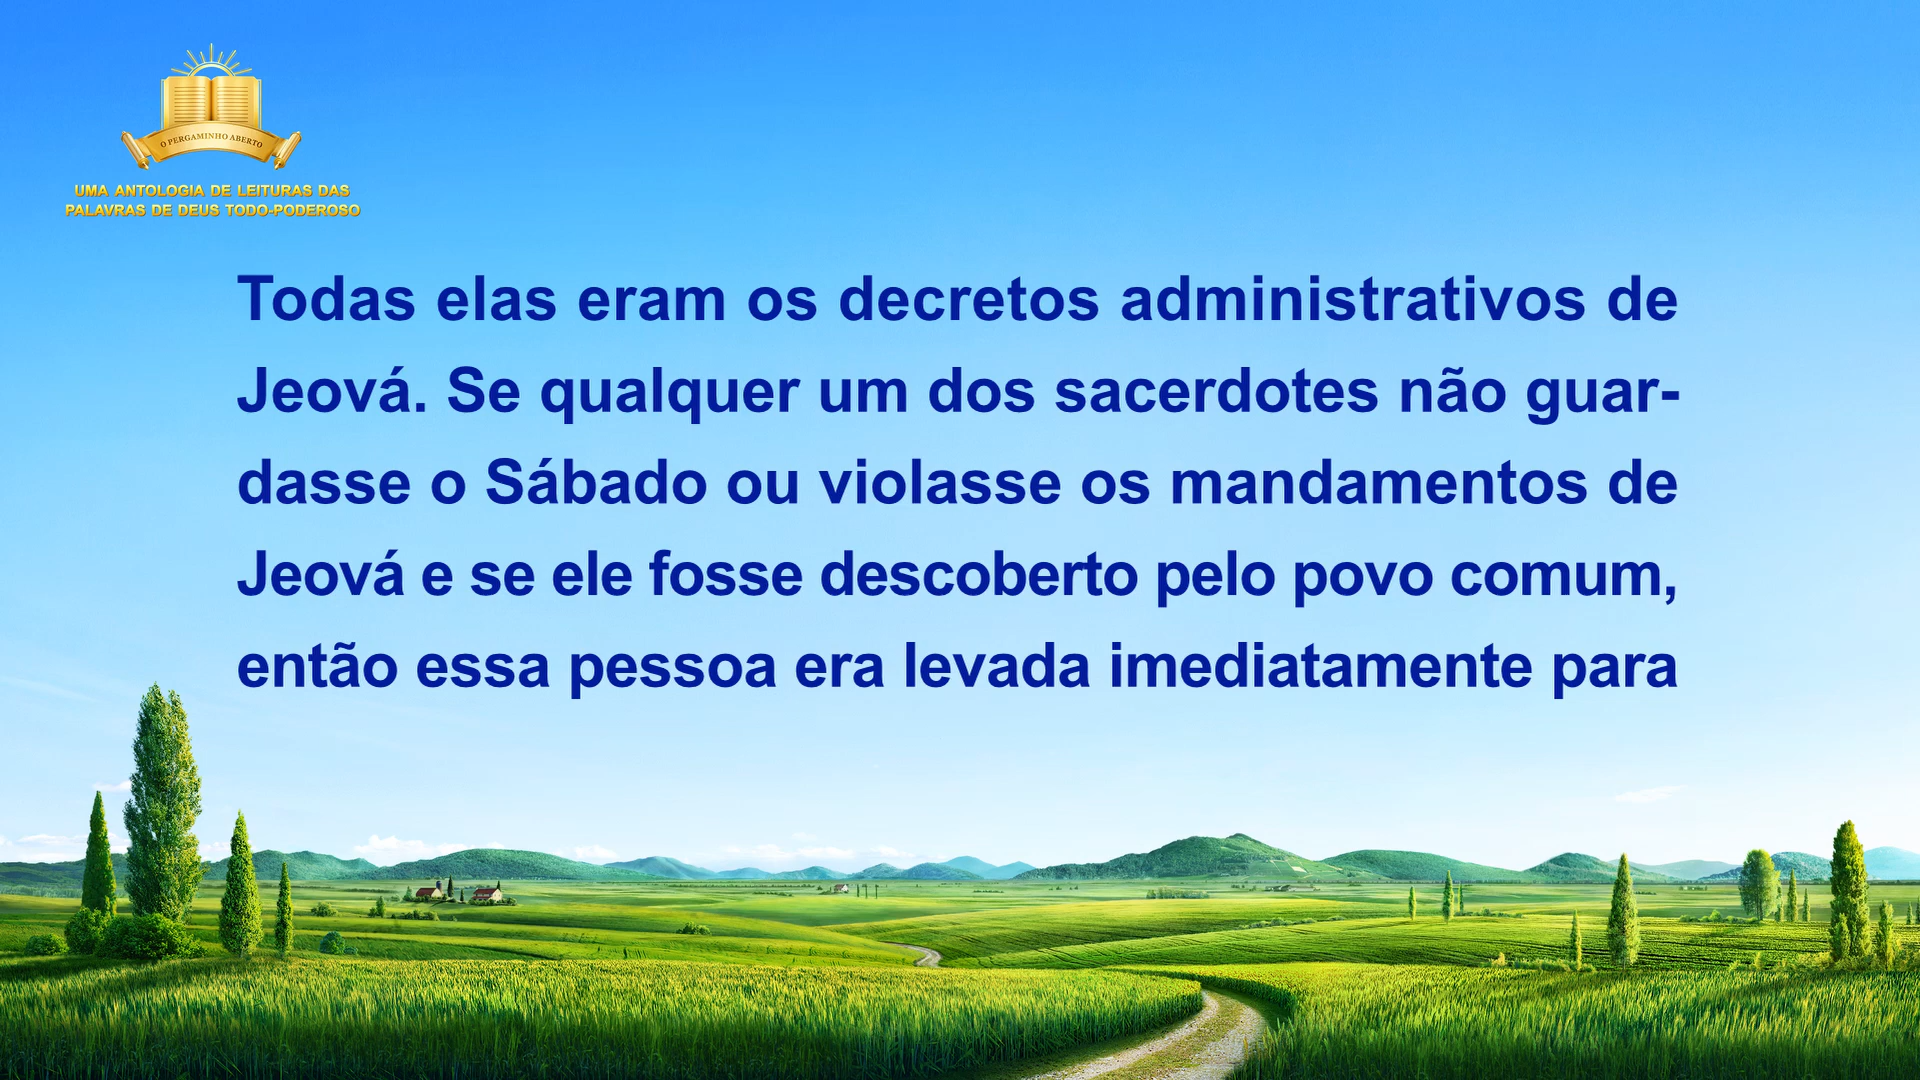 O PERGAMINHO ABERTO
UMA ANTOLOGIA DE LEITURAS DAS
PALAVRAS DE DEUS TODO-PODEROSO
Todas elas eram os decretos administrativos de
Jeová. Se qualquer um dos sacerdotes não guar-
dasse o Sábado ou violasse os mandamentos de
Jeová e se ele fosse descoberto pelo povo comum,
então essa pessoa era levada imediatamente para